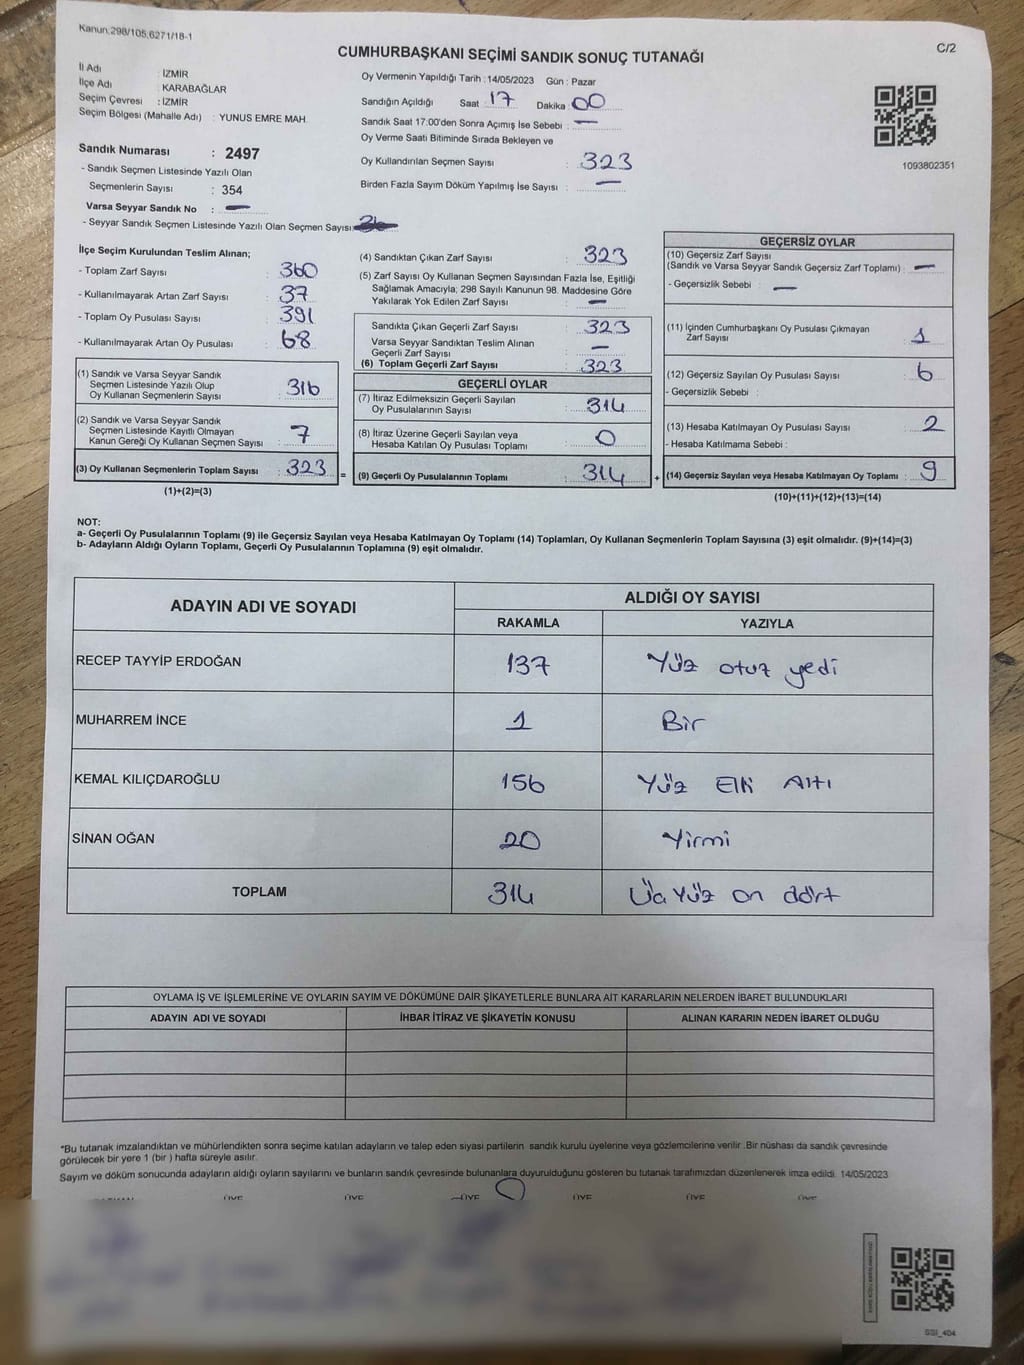 Kanun.298/105,6271/18-1
C/2
CUMHURBAŞKANI SEÇİMİ SANDIK SONUÇ TUTANAĞI
İl Adı : İZMİR
İlçe Adı : KARABAĞLAR
Seçim Çevresi : İZMİR
Seçim Bölgesi (Mahalle Adı) : YUNUS EMRE MAH.
Oy Vermenin Yapıldığı Tarih : 14/05/2023 Gün : Pazar
Sandığın Açıldığı Saat : 17 Dakika : 00
Sandık Saat 17.00'den Sonra Açımış İse Sebebi : —
Oy Verme Saati Bitiminde Sırada Bekleyen ve
Oy Kullandırılan Seçmen Sayısı : 323
Birden Fazla Sayım Döküm Yapılmış İse Sayısı : —
1093802351
Sandık Numarası : 2497
- Sandık Seçmen Listesinde Yazılı Olan
Seçmenlerin Sayısı : 354
Varsa Seyyar Sandık No : —
- Seyyar Sandık Seçmen Listesinde Yazılı Olan Seçmen Sayısı:
İlçe Seçim Kurulundan Teslim Alınan;
- Toplam Zarf Sayısı : 360
- Kullanılmayarak Artan Zarf Sayısı : 37
- Toplam Oy Pusulası Sayısı : 391
- Kullanılmayarak Artan Oy Pusulası : 68
(1) Sandık ve Varsa Seyyar Sandık
Seçmen Listesinde Yazılı Olup
Oy Kullanan Seçmenlerin Sayısı : 316
(2) Sandık ve Varsa Seyyar Sandık
Seçmen Listesinde Kayıtlı Olmayan
Kanun Gereği Oy Kullanan Seçmen Sayısı : 7
(3) Oy Kullanan Seçmenlerin Toplam Sayısı : 323 =
(1)+(2)=(3)
(4) Sandıktan Çıkan Zarf Sayısı : 323
(5) Zarf Sayısı Oy Kullanan Seçmen Sayısından Fazla İse, Eşitliği
Sağlamak Amacıyla; 298 Sayılı Kanunun 98. Maddesine Göre
Yakılarak Yok Edilen Zarf Sayısı : —
Sandıkta Çıkan Geçerli Zarf Sayısı : 323
Varsa Seyyar Sandıktan Teslim Alınan
Geçerli Zarf Sayısı : —
(6) Toplam Geçerli Zarf Sayısı : 323
GEÇERLİ OYLAR
(7) İtiraz Edilmeksizin Geçerli Sayılan
Oy Pusulalarının Sayısı : 314
(8) İtiraz Üzerine Geçerli Sayılan veya
Hesaba Katılan Oy Pusulası Toplamı : 0
(9) Geçerli Oy Pusulalarının Toplamı : 314 +
GEÇERSİZ OYLAR
(10) Geçersiz Zarf Sayısı
(Sandık ve Varsa Seyyar Sandık Geçersiz Zarf Toplamı) : —
- Geçersizlik Sebebi : —
(11) İçinden Cumhurbaşkanı Oy Pusulası Çıkmayan
Zarf Sayısı : 1
(12) Geçersiz Sayılan Oy Pusulası Sayısı : 6
- Geçersizlik Sebebi :
(13) Hesaba Katılmayan Oy Pusulası Sayısı : 2
- Hesaba Katılmama Sebebi :
(14) Geçersiz Sayılan veya Hesaba Katılmayan Oy Toplamı : 9
(10)+(11)+(12)+(13)=(14)
NOT:
a- Geçerli Oy Pusulalarının Toplamı (9) ile Geçersiz Sayılan veya Hesaba Katılmayan Oy Toplamı (14) Toplamları, Oy Kullanan Seçmenlerin Toplam Sayısına (3) eşit olmalıdır. (9)+(14)=(3)
b- Adayların Aldığı Oyların Toplamı, Geçerli Oy Pusulalarının Toplamına (9) eşit olmalıdır.
ADAYIN ADI VE SOYADI ALDIĞI OY SAYISI
RAKAMLA YAZIYLA
RECEP TAYYİP ERDOĞAN 137 Yüz otuz yedi
MUHARREM İNCE 1 Bir
KEMAL KILIÇDAROĞLU 156 Yüz Elli Altı
SİNAN OĞAN 20 Yirmi
TOPLAM 314 Üç Yüz on dört
OYLAMA İŞ VE İŞLEMLERİNE VE OYLARIN SAYIM VE DÖKÜMÜNE DAİR ŞİKAYETLERLE BUNLARA AİT KARARLARIN NELERDEN İBARET BULUNDUKLARI
ADAYIN ADI VE SOYADI İHBAR İTİRAZ VE ŞİKAYETİN KONUSU ALINAN KARARIN NEDEN İBARET OLDUĞU
*Bu tutanak imzalandıktan ve mühürlendikten sonra seçime katılan adayların ve talep eden siyasi partilerin sandık kurulu üyelerine veya gözlemcilerine verilir .Bir nüshası da sandık çevresinde
görülecek bir yere 1 (bir ) hafta süreyle asılır.
Sayım ve döküm sonucunda adayların aldığı oyların sayılarını ve bunların sandık çevresinde bulunanlara duyurulduğunu gösteren bu tutanak tarafımızdan düzenlenerek imza edildi. 14/05/2023
ÜYE ÜYE ÜYE ÜYE ÜYE ÜYE
SSI_404